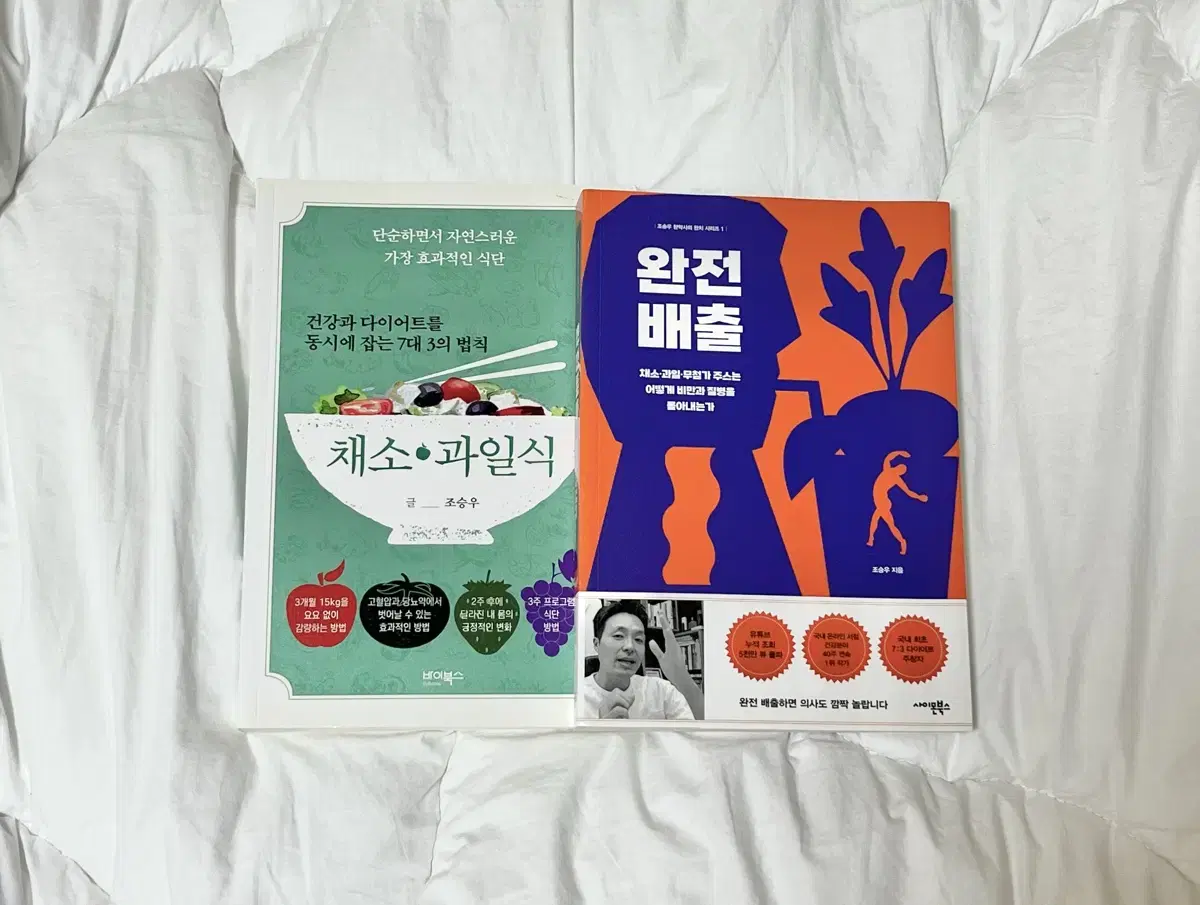 단순하면서 자연스러운
가장 효과적인 식단
건강과 다이어트를
동시에 잡는 7대 3의 법칙
채소•과일식
글 __ 조승우
3개월 15kg을
요요 없이
감량하는 방법
고혈압과 당뇨약에서
벗어날 수 있는
효과적인 방법
2주 후에
달라진 내 몸의
긍정적인 변화
3주 프로그램
식단
방법
바이북스
조승우 한약사의 완치 시리즈 1
완전
배출
채소·과일·무첨가 주스는
어떻게 비만과 질병을
몰아내는가
조승우 지음
유튜브
누적 조회
5천만 뷰 돌파
국내 온라인 서점
건강분야
40주 연속
1위 작가
국내 최초
7:3 다이어트
주창자
완전 배출하면 의사도 깜짝 놀랍니다
사이몬북스